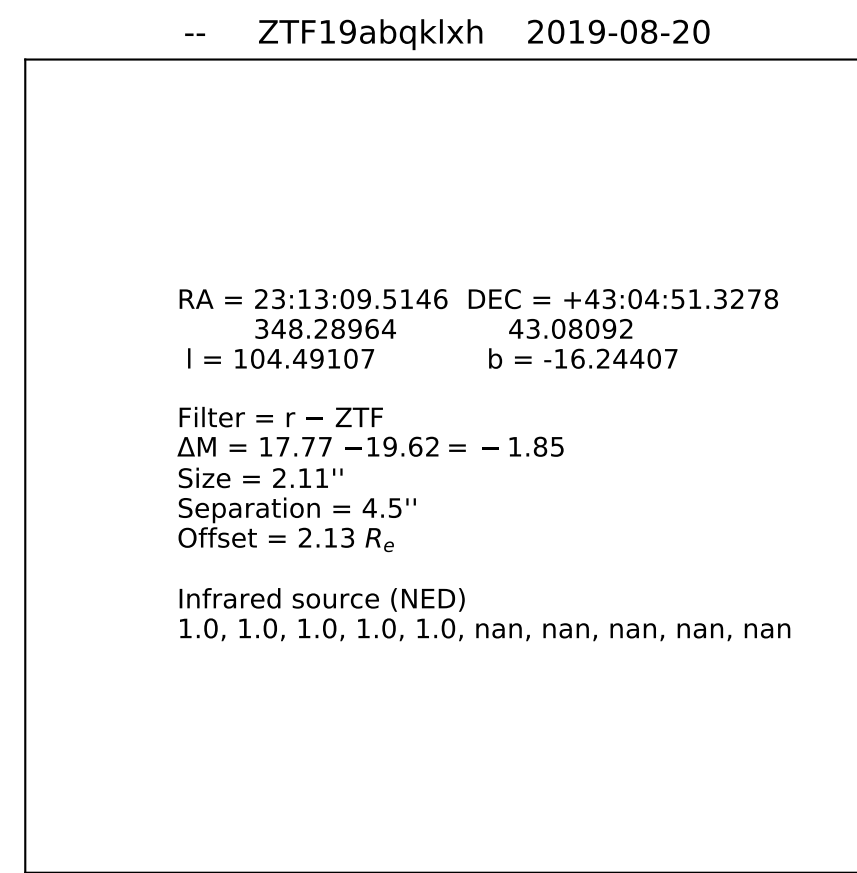 -- ZTF19abqklxh 2019-08-20
RA = 23:13:09.5146 DEC = +43:04:51.3278
348.28964 43.08092
l = 104.49107 b = -16.24407
Filter = r − ZTF
ΔM = 17.77 −19.62 = − 1.85
Size = 2.11''
Separation = 4.5''
Offset = 2.13 Rₑ
Infrared source (NED)
1.0, 1.0, 1.0, 1.0, 1.0, nan, nan, nan, nan, nan